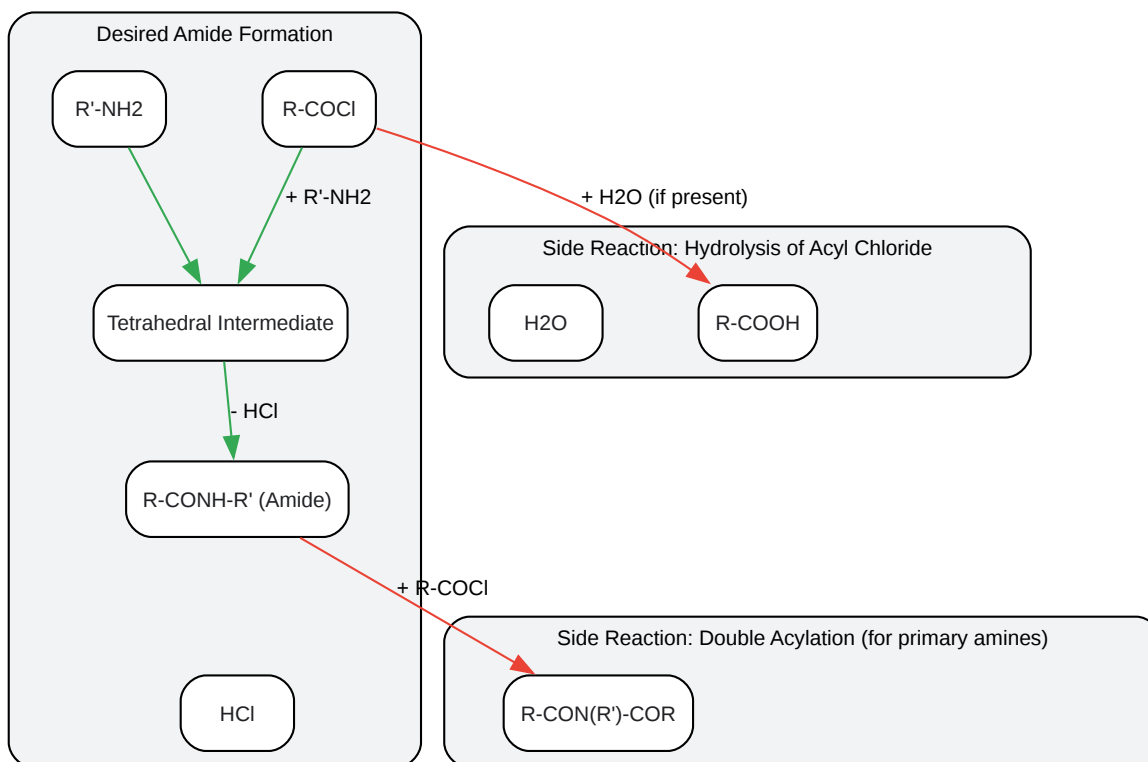 Desired Amide Formation
R'-NH2
R-COCl
+ R'-NH2
+ H2O (if present)
Side Reaction: Hydrolysis of Acyl Chloride
Tetrahedral Intermediate
H2O
R-COOH
- HCl
R-CONH-R' (Amide)
+ R-COCl
Side Reaction: Double Acylation (for primary amines)
HCl
R-CON(R')-COR